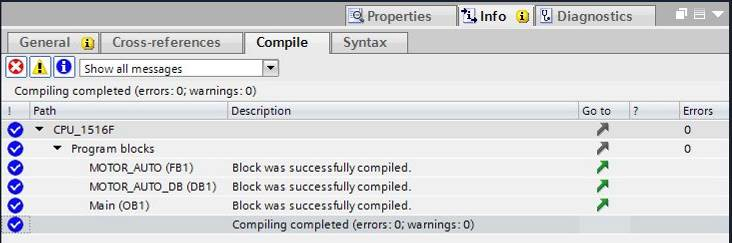 Properties Info Diagnostics
General Cross-references Compile Syntax
Show all messages
Compiling completed (errors: 0; warnings: 0)
! Path Description Go to ? Errors
CPU_1516F 0
Program blocks 0
MOTOR_AUTO (FB1) Block was successfully compiled.
MOTOR_AUTO_DB (DB1) Block was successfully compiled.
Main (OB1) Block was successfully compiled.
Compiling completed (errors: 0; warnings: 0)